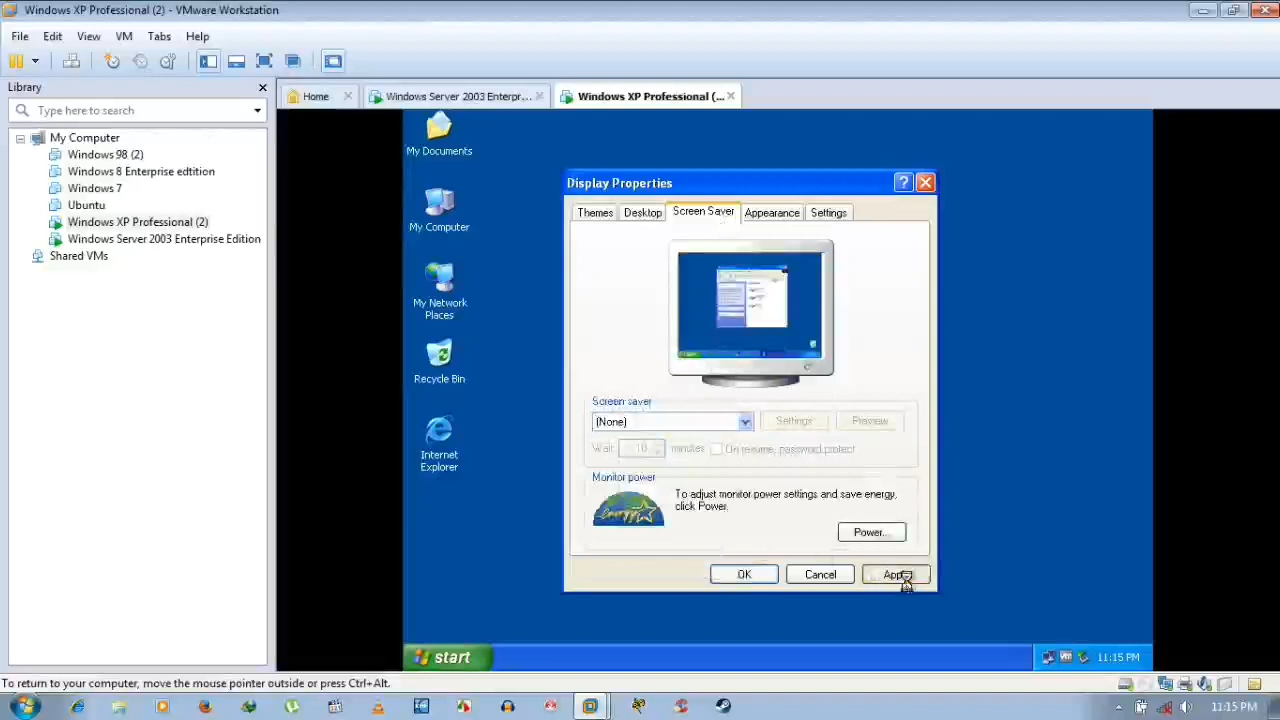 Windows XP Professional (2) - VMware Workstation
File Edit View VM Tabs Help
Library
Type here to search
My Computer
Windows 98 (2)
Windows 8 Enterprise edtition
Windows 7
Ubuntu
Windows XP Professional (2)
Windows Server 2003 Enterprise Edition
Shared VMs
Home
Windows Server 2003 Enterpr...
Windows XP Professional (...
My Documents
My Computer
My Network
Places
Recycle Bin
Internet
Explorer
Display Properties
Themes Desktop Screen Saver Appearance Settings
Screen saver
(None) Settings Preview
Wait: 10 minutes On resume, password protect
Monitor power
To adjust monitor power settings and save energy,
click Power.
Power...
OK Cancel
start
11:15 PM
To return to your computer, move the mouse pointer outside or press Ctrl+Alt.
11:15 PM